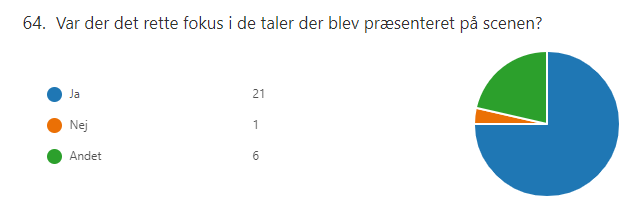 64. Var der det rette fokus i de taler der blev præsenteret på scenen?
Ja 21
Nej 1
Andet 6